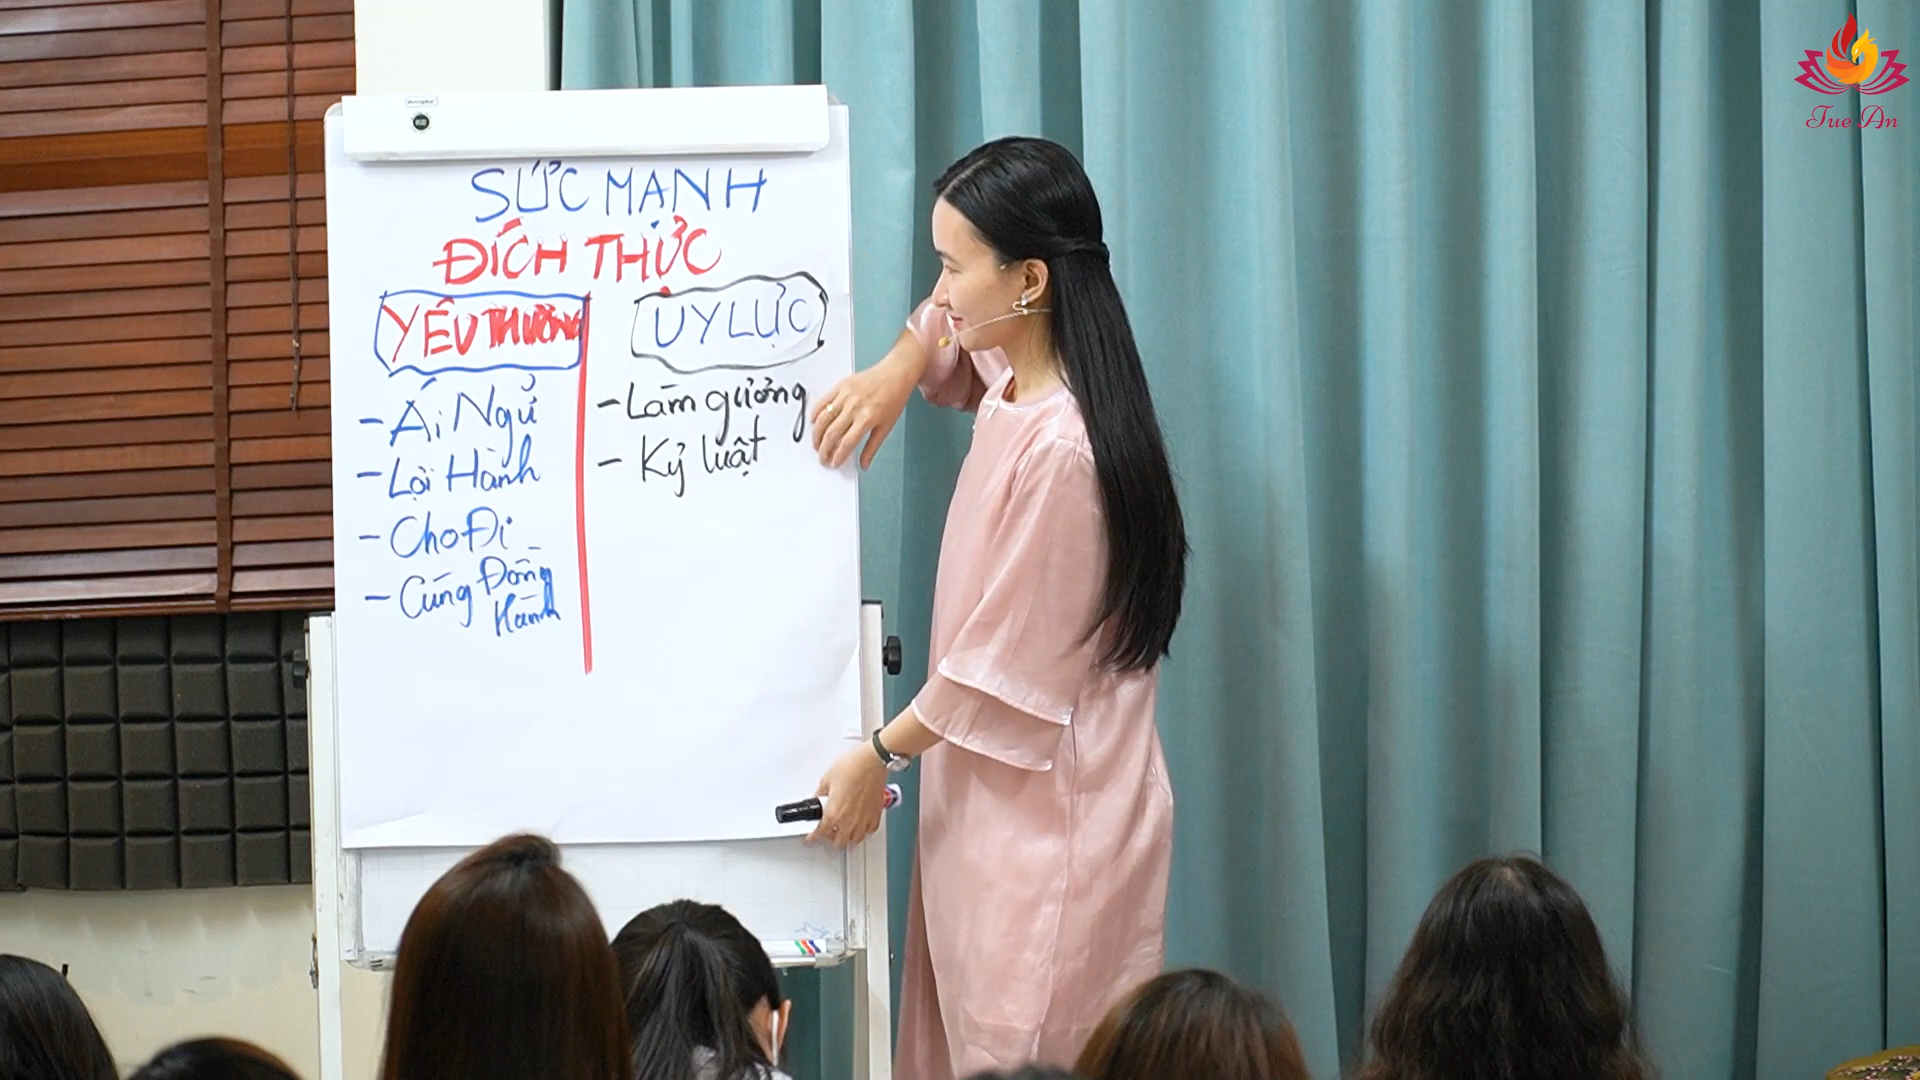 SỨC MẠNH
ĐÍCH THỰC
YÊU THƯƠNG
- Ái Ngữ
- Lợi Hành
- Cho Đi
- Cùng Đồng
Hành
UY LỰC
- Làm gương
- Kỷ luật
Tue An